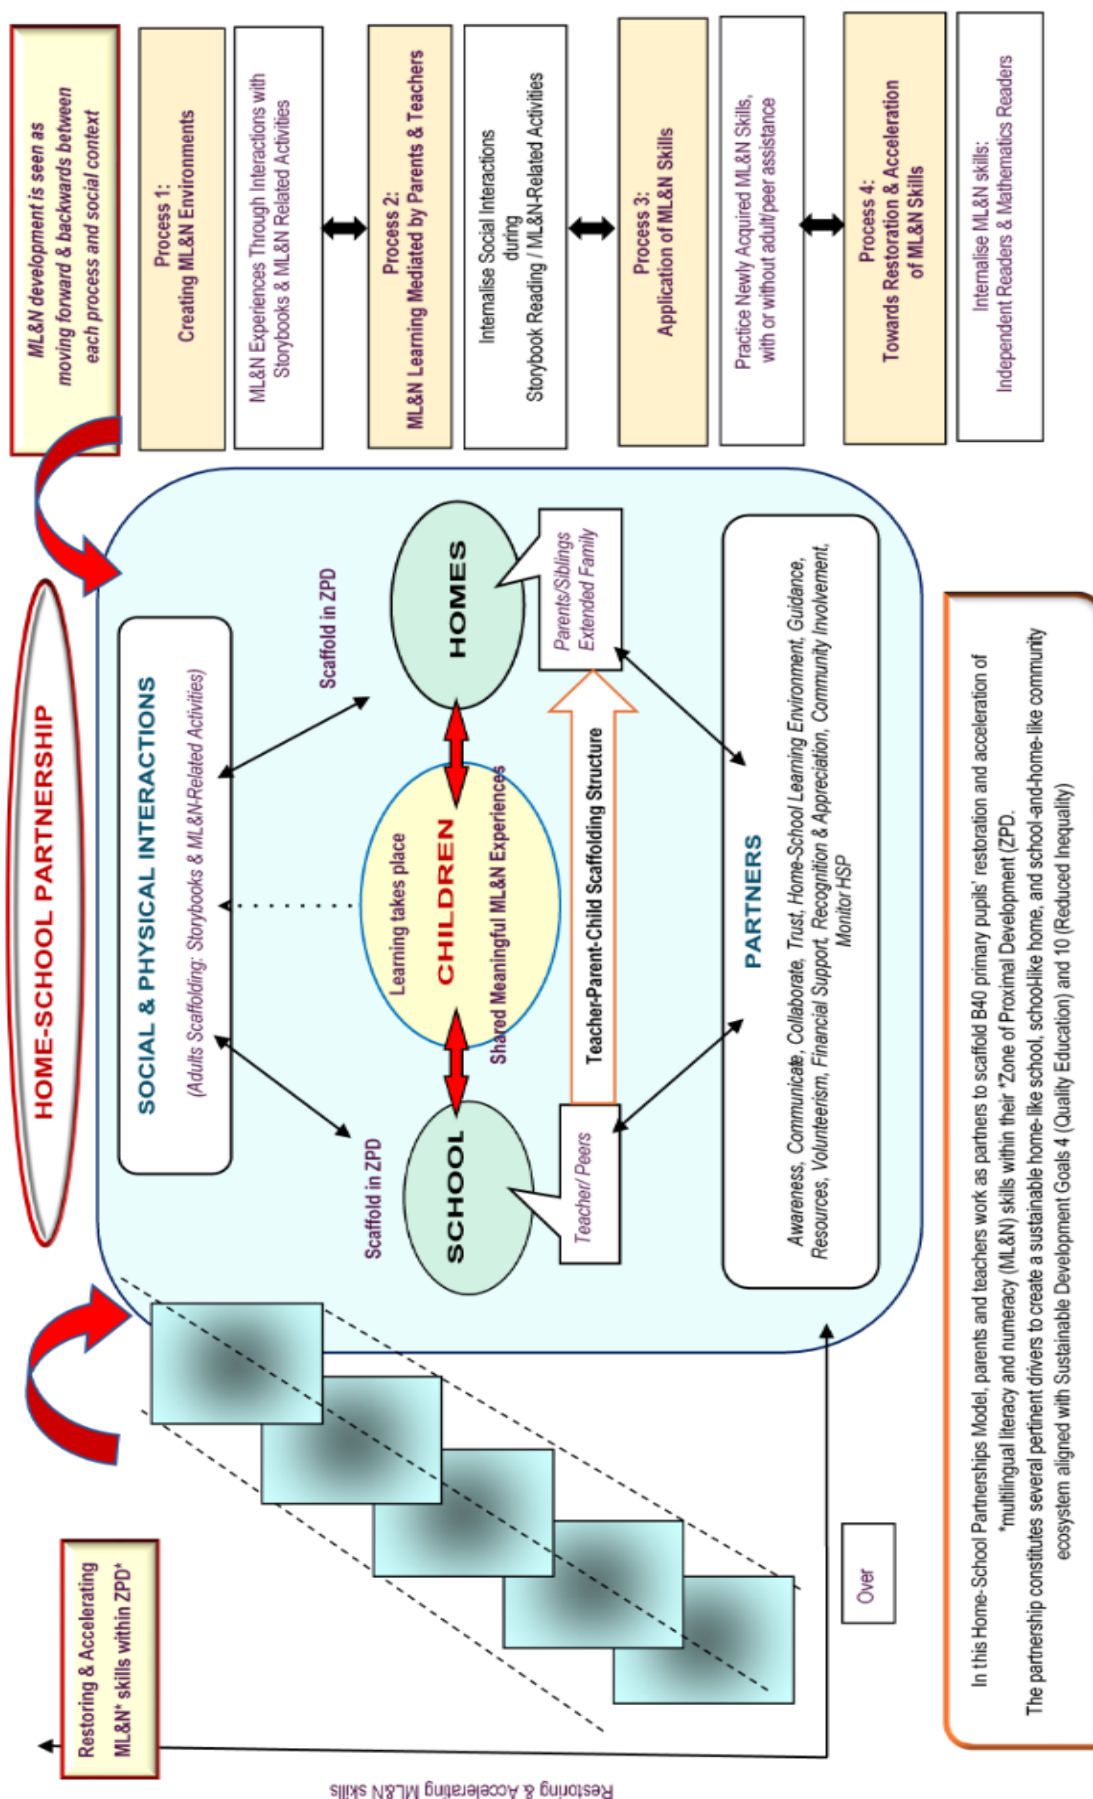 HOME-SCHOOL PARTNERSHIP
Restoring & Accelerating
ML&N* skills within ZPD*
Restoring & Accelerating ML&N skills
Over
SOCIAL & PHYSICAL INTERACTIONS
(Adults Scaffolding: Storybooks & ML&N-Related Activities)
Scaffold in ZPD
Scaffold in ZPD
SCHOOL
Learning takes place
CHILDREN
Shared Meaningful ML&N Experiences
HOMES
Teacher/ Peers
Teacher-Parent-Child Scaffolding Structure
Parents/Siblings
Extended Family
PARTNERS
Awareness, Communicate, Collaborate, Trust, Home-School Learning Environment, Guidance,
Resources, Volunteerism, Financial Support, Recognition & Appreciation, Community Involvement,
Monitor HSP
ML&N development is seen as
moving forward & backwards between
each process and social context
Process 1:
Creating ML&N Environments
ML&N Experiences Through Interactions with
Storybooks & ML&N Related Activities
Process 2:
ML&N Learning Mediated by Parents & Teachers
Internalise Social Interactions
during
Storybook Reading / ML&N-Related Activities
Process 3:
Application of ML&N Skills
Practice Newly Acquired ML&N Skills,
with or without adult/peer assistance
Process 4:
Towards Restoration & Acceleration
of ML&N Skills
Internalise ML&N skills:
Independent Readers & Mathematics Readers
In this Home-School Partnerships Model, parents and teachers work as partners to scaffold B40 primary pupils' restoration and acceleration of
*multilingual literacy and numeracy (ML&N) skills within their *Zone of Proximal Development (ZPD.
The partnership constitutes several pertinent drivers to create a sustainable home-like school, school-like home, and school-and-home-like community
ecosystem aligned with Sustainable Development Goals 4 (Quality Education) and 10 (Reduced Inequality)